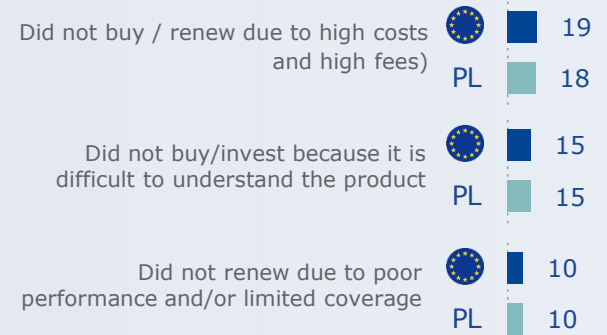 Did not buy / renew due to high costs
and high fees)
19
PL 18
Did not buy/invest because it is
difficult to understand the product
15
PL 15
Did not renew due to poor
performance and/or limited coverage
10
PL 10